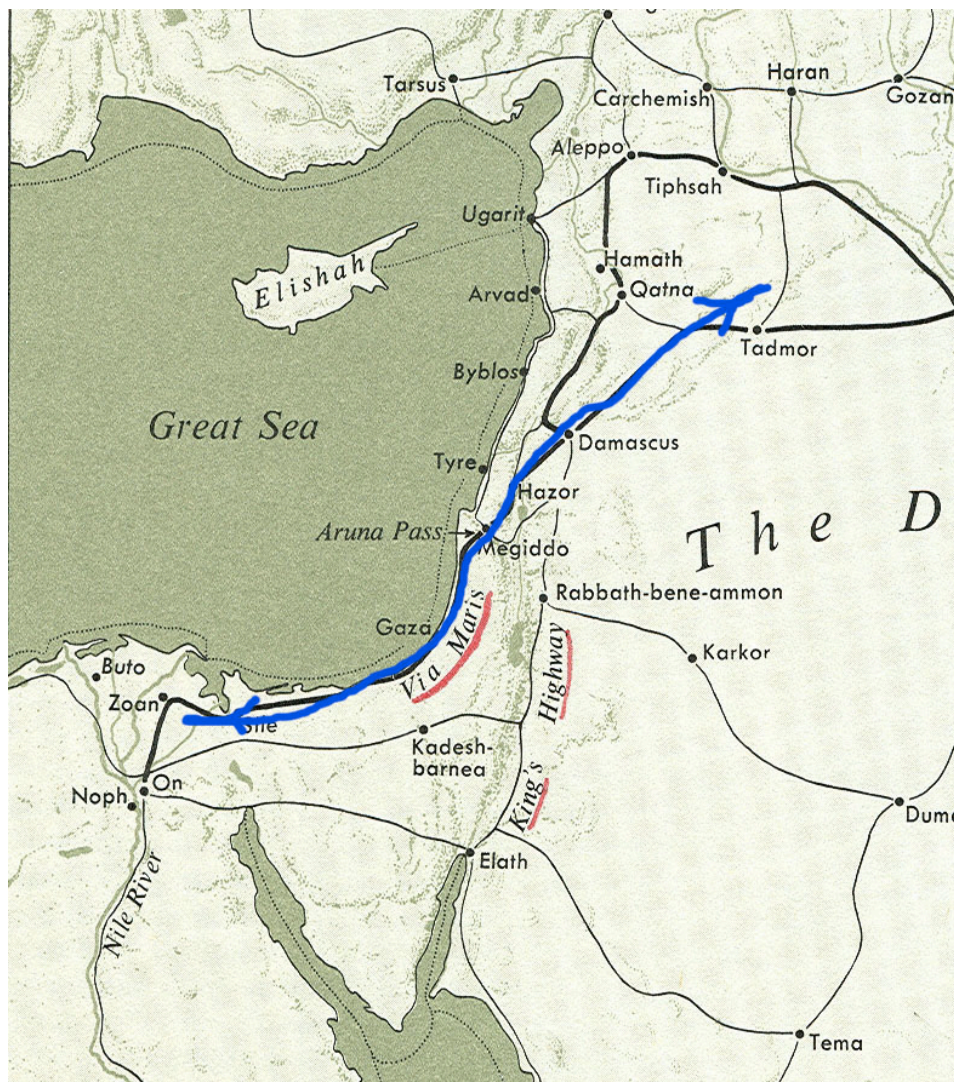 Tarsus
Haran
Carchemish
Gozan
Aleppo
Tiphsah
Ugarit
Hamath
Elishah
Qatna
Arvad
Tadmor
Byblos
Great Sea
Damascus
Tyre
Hazor
The D
Aruna Pass
Megiddo
Rabbath-bene-ammon
Gaza
Via Maris
Karkor
Buto
Highway
Zoan
Sile
Kadesh-
barnea
On
Noph
King's
Dume
Elath
Nile River
Tema